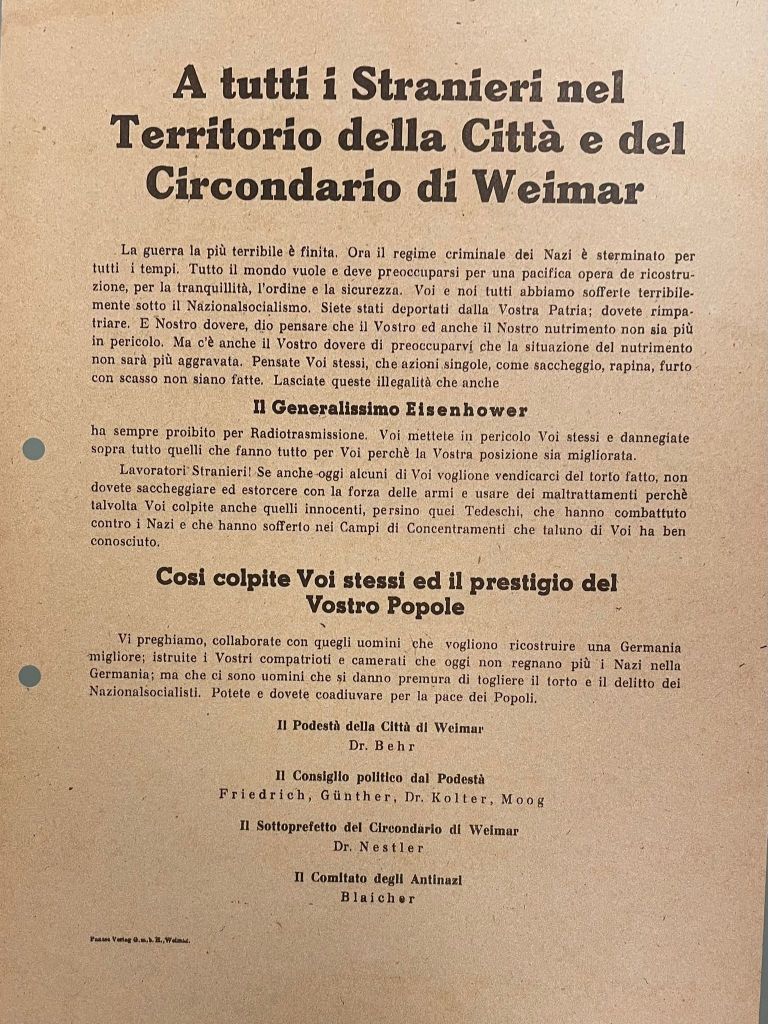 A tutti i Stranieri nel
Territorio della Città e del
Circondario di Weimar
La guerra la più terribile è finita. Ora il regime criminale dei Nazi è sterminato per
tutti i tempi. Tutto il mondo vuole e deve preoccuparsi per una pacifica opera de ricostru-
zione, per la tranquillità, l'ordine e la sicurezza. Voi e noi tutti abbiamo sofferte terribile-
mente sotto il Nazionalsocialismo. Siete stati deportati dalla Vostra Patria; dovete rimpa-
triare. E Nostro dovere, dio pensare che il Vostro ed anche il Nostro nutrimento non sia più
in pericolo. Ma c'è anche il Vostro dovere di preoccuparvi che la situazione del nutrimento
non sarà più aggravata. Pensate Voi stessi, che azioni singole, come saccheggio, rapina, furto
con scasso non siano fatte. Lasciate queste illegalità che anche
Il Generalissimo Eisenhower
ha sempre proibito per Radiotrasmissione. Voi mettete in pericolo Voi stessi e dannegiate
sopra tutto quelli che fanno tutto per Voi perchè la Vostra posizione sia migliorata.
Lavoratori Stranieri! Se anche oggi alcuni di Voi voglione vendicarci del torto fatto, non
dovete saccheggiare ed estorcere con la forza delle armi e usare dei maltrattamenti perchè
talvolta Voi colpite anche quelli innocenti, persino quei Tedeschi, che hanno combattuto
contro i Nazi e che hanno sofferto nei Campi di Concentramenti che taluno di Voi ha ben
conosciuto.
Cosi colpite Voi stessi ed il prestigio del
Vostro Popole
Vi preghiamo, collaborate con quegli uomini che vogliono ricostruire una Germania
migliore; istruite i Vostri compatrioti e camerati che oggi non regnano più i Nazi nella
Germania; ma che ci sono uomini che si danno premura di togliere il torto e il delitto dei
Nazionalsocialisti. Potete e dovete coadiuvare per la pace dei Popoli.
Il Podestà della Città di Weimar
Dr. Behr
Il Consiglio politico dal Podestà
Friedrich, Günther, Dr. Kolter, Moog
Il Sottoprefetto del Circondario di Weimar
Dr. Nestler
Il Comitato degli Antinazi
Blaicher
Panses Verlag G.m.b.H., Weimar.